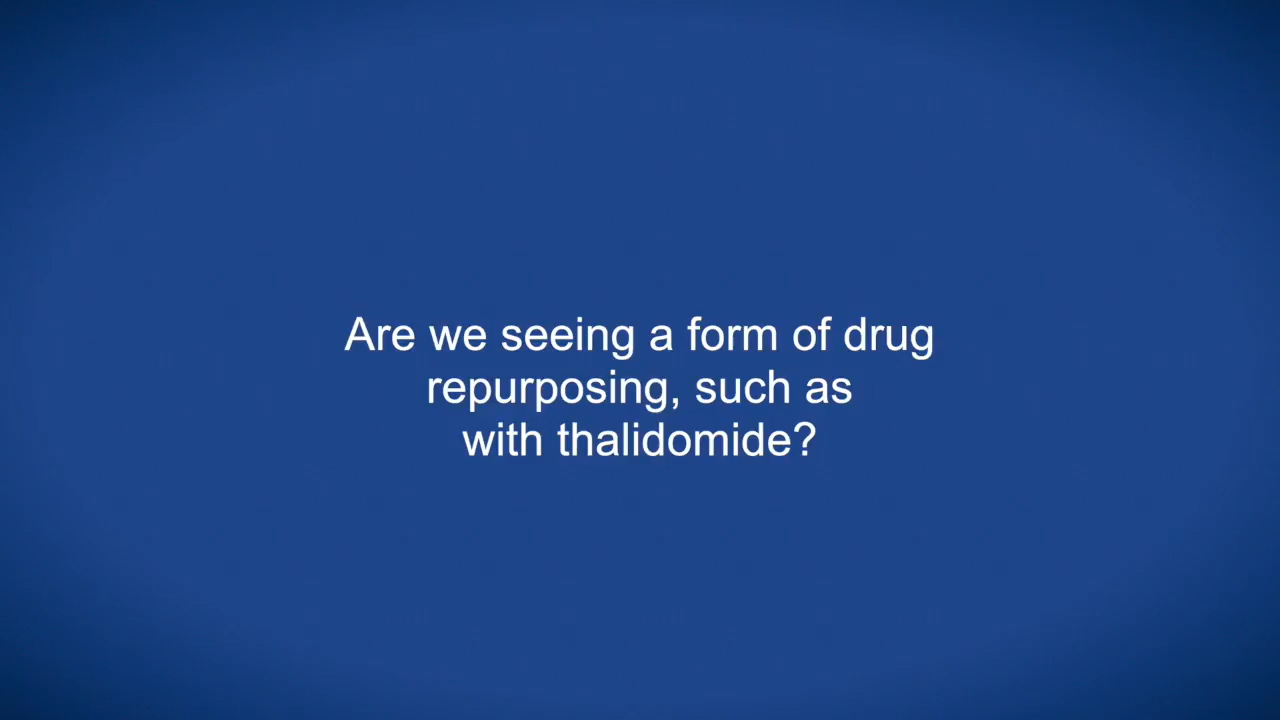 Are we seeing a form of drug
repurposing, such as
with thalidomide?